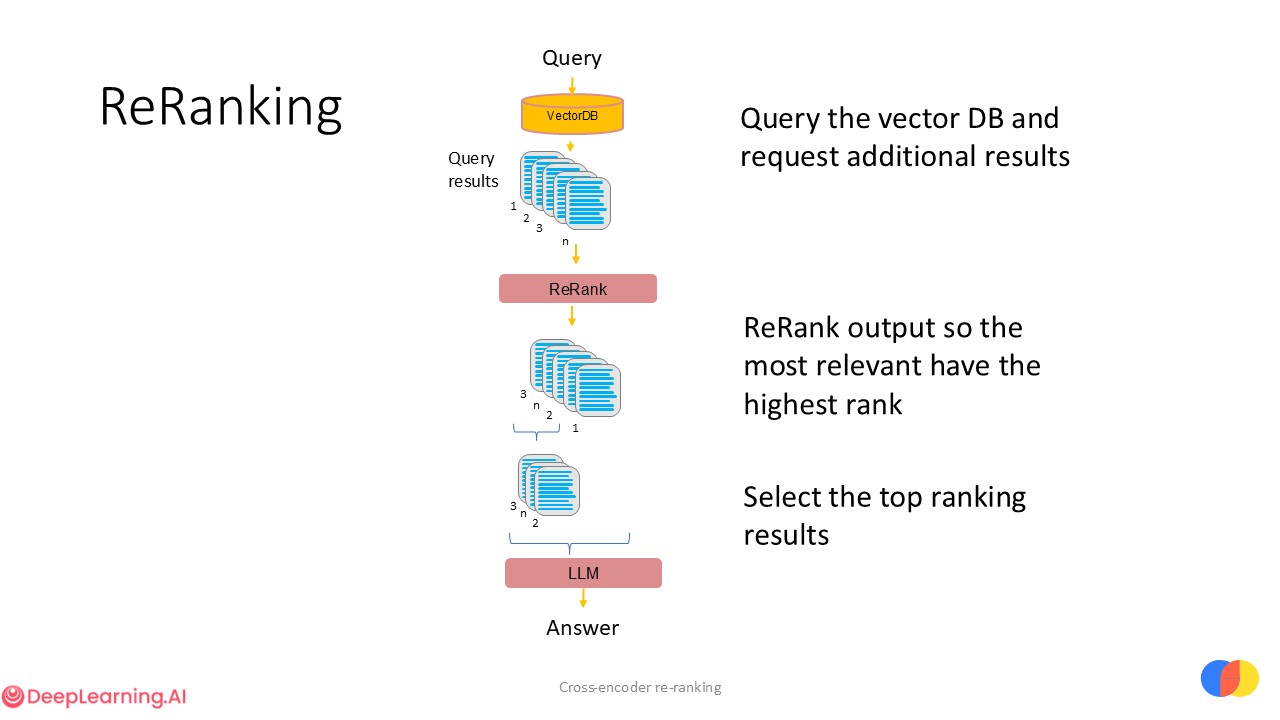 ReRanking
Query
VectorDB
Query
results
1
2
3
n
Query the vector DB and
request additional results
ReRank
3
n
2
1
ReRank output so the
most relevant have the
highest rank
3
n
2
Select the top ranking
results
LLM
Answer
Cross-encoder re-ranking
DeepLearning.AI